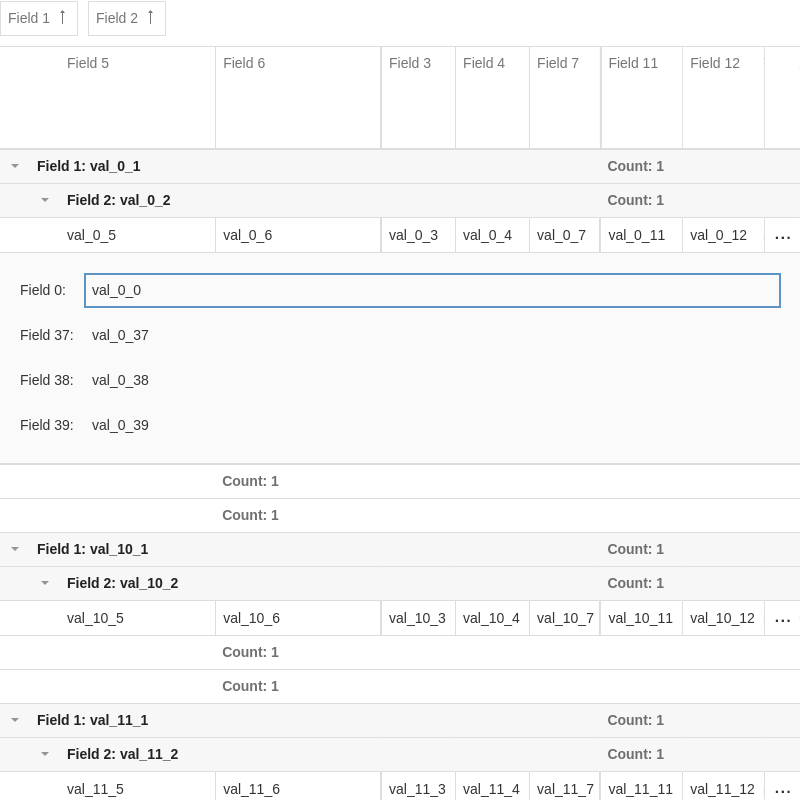 Field 1 ↑ Field 2 ↑
Field 5 Field 6 Field 3 Field 4 Field 7 Field 11 Field 12
Field 1: val_0_1 Count: 1
Field 2: val_0_2 Count: 1
val_0_5 val_0_6 val_0_3 val_0_4 val_0_7 val_0_11 val_0_12 ...
Field 0: val_0_0
Field 37: val_0_37
Field 38: val_0_38
Field 39: val_0_39
Count: 1
Count: 1
Field 1: val_10_1 Count: 1
Field 2: val_10_2 Count: 1
val_10_5 val_10_6 val_10_3 val_10_4 val_10_7 val_10_11 val_10_12 ...
Count: 1
Count: 1
Field 1: val_11_1 Count: 1
Field 2: val_11_2 Count: 1
val_11_5 val_11_6 val_11_3 val_11_4 val_11_7 val_11_11 val_11_12 ...